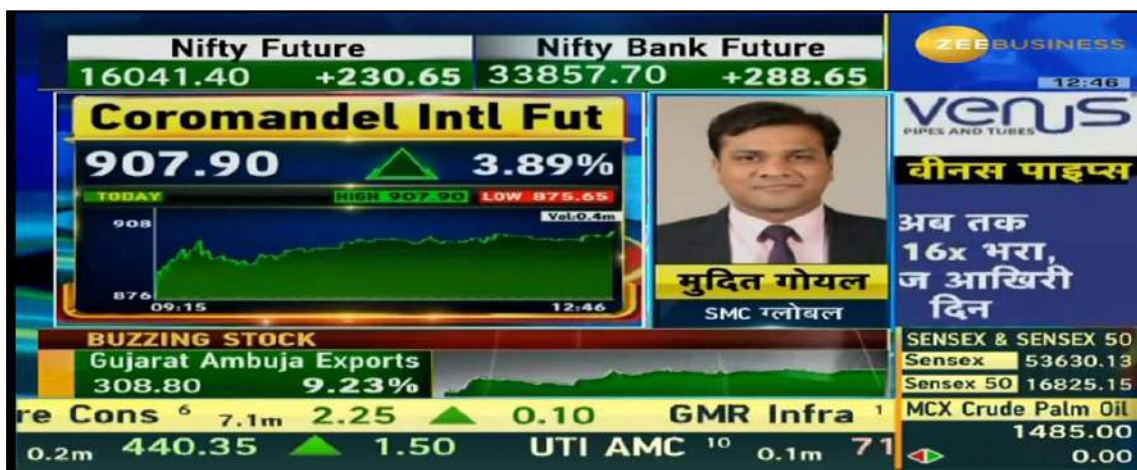 Nifty Future
16041.40 +230.65
Nifty Bank Future
33857.70 +288.65
ZEEBUSINESS
12:46
Coromandel Intl Fut
907.90 3.89%
TODAY HIGH 907.90 LOW 875.65
Vol:0.4m
908
876
09:15 12:46
मुदित गोयल
SMC ग्लोबल
venus
PIPES AND TUBES
वीनस पाइप्स
अब तक
16x भरा,
ज आखिरी
दिन
BUZZING STOCK
Gujarat Ambuja Exports
308.80 9.23%
SENSEX & SENSEX 50
Sensex 53630.13
Sensex 50 16825.15
MCX Crude Palm Oil
1485.00
0.00
re Cons 6 7.1m 2.25 0.10 GMR Infra 1
0.2m 440.35 1.50 UTI AMC 10 0.1m 71